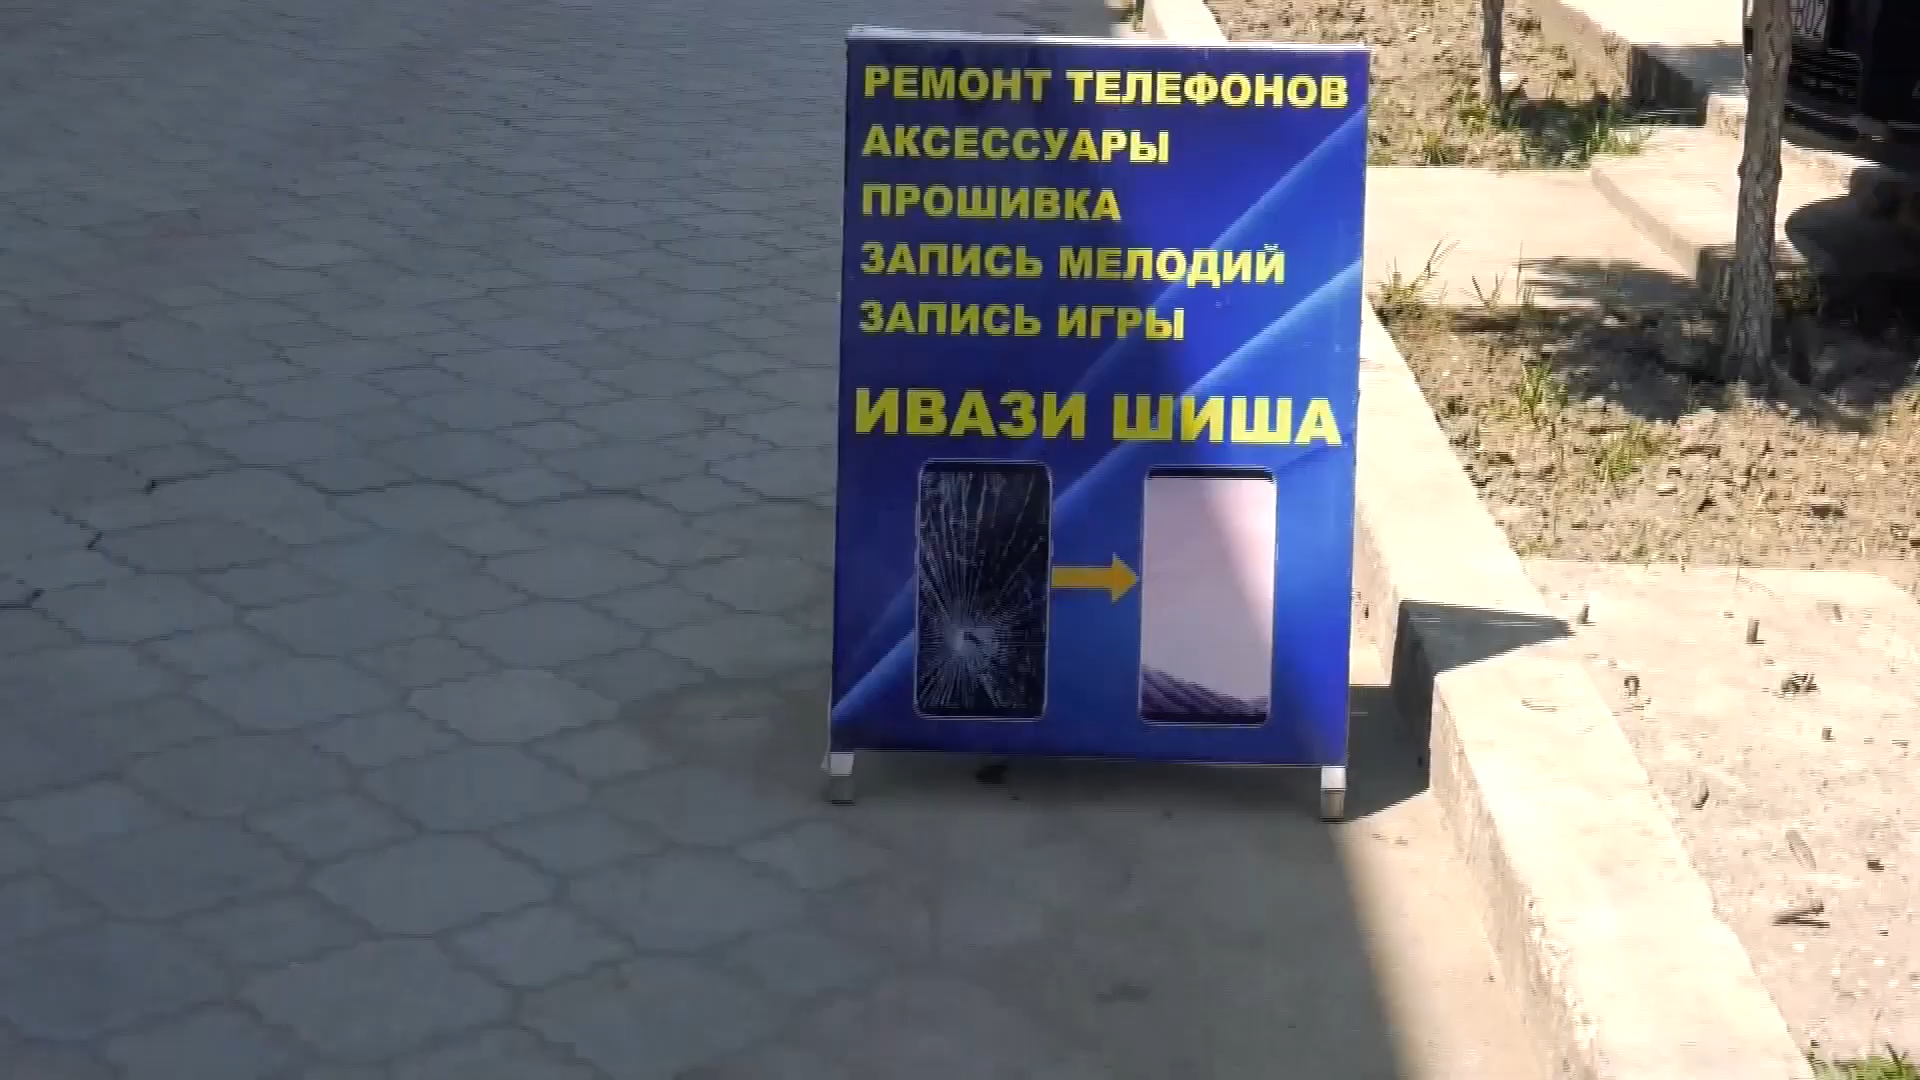 РЕМОНТ ТЕЛЕФОНОВ
АКСЕССУАРЫ
ПРОШИВКА
ЗАПИСЬ МЕЛОДИЙ
ЗАПИСЬ ИГРЫ
ИВАЗИ ШИША